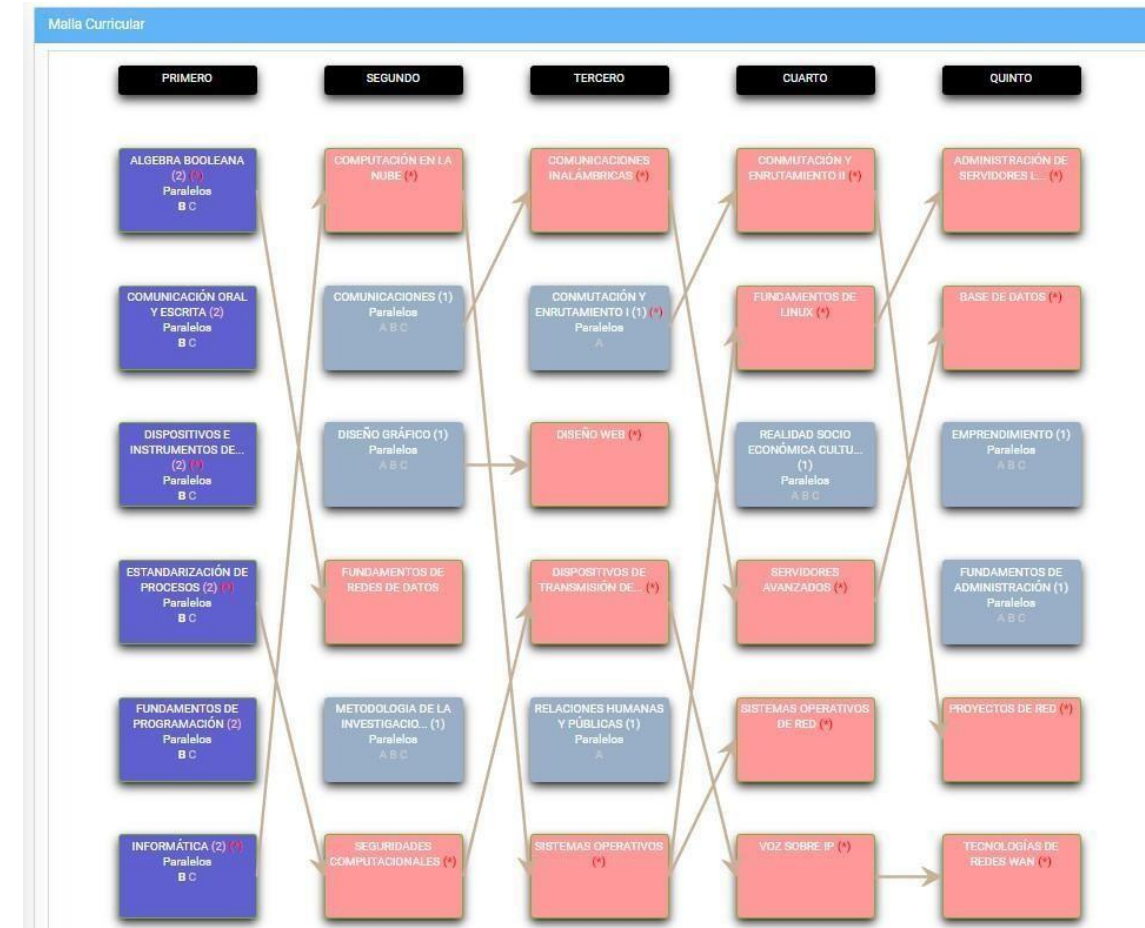 Malla Curricular
PRIMERO
SEGUNDO
TERCERO
CUARTO
QUINTO
ALGEBRA BOOLEANA
(2) (*)
Paralelos
B C
COMPUTACIÓN EN LA
NUBE (*)
COMUNICACIONES
INALÁMBRICAS (*)
CONMUTACIÓN Y
ENRUTAMIENTO II (*)
ADMINISTRACIÓN DE
SERVIDORES L... (*)
COMUNICACIÓN ORAL
Y ESCRITA (2)
Paralelos
B C
COMUNICACIONES (1)
Paralelos
A B C
CONMUTACIÓN Y
ENRUTAMIENTO I (1) (*)
Paralelos
A
FUNDAMENTOS DE
LINUX (*)
BASE DE DATOS (*)
DISPOSITIVOS E
INSTRUMENTOS DE...
(2) (*)
Paralelos
B C
DISEÑO GRÁFICO (1)
Paralelos
A B C
DISEÑO WEB (*)
REALIDAD SOCIO
ECONÓMICA CULTU...
(1)
Paralelos
A B C
EMPRENDIMIENTO (1)
Paralelos
A B C
ESTANDARIZACIÓN DE
PROCESOS (2) (*)
Paralelos
B C
FUNDAMENTOS DE
REDES DE DATOS
DISPOSITIVOS DE
TRANSMISIÓN DE... (*)
SERVIDORES
AVANZADOS (*)
FUNDAMENTOS DE
ADMINISTRACIÓN (1)
Paralelos
A B C
FUNDAMENTOS DE
PROGRAMACIÓN (2)
Paralelos
B C
METODOLOGIA DE LA
INVESTIGACIO... (1)
Paralelos
A B C
RELACIONES HUMANAS
Y PÚBLICAS (1)
Paralelos
A
SISTEMAS OPERATIVOS
DE RED (*)
PROYECTOS DE RED (*)
INFORMÁTICA (2) (*)
Paralelos
B C
SEGURIDADES
COMPUTACIONALES (*)
SISTEMAS OPERATIVOS
(*)
VOZ SOBRE IP (*)
TECNOLOGÍAS DE
REDES WAN (*)